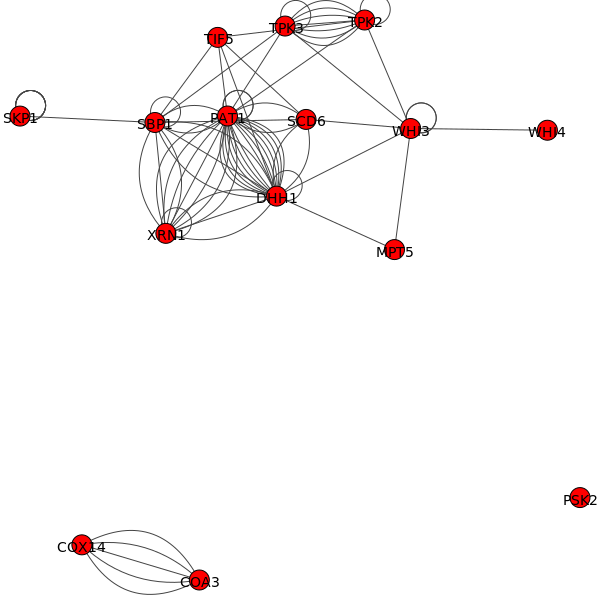 TPK2
TPK3
TIF5
SKP1
SBP1
PAT1
SCD6
WHI3
WHI4
DHH1
XRN1
MPT5
PSK2
COX14
COA3